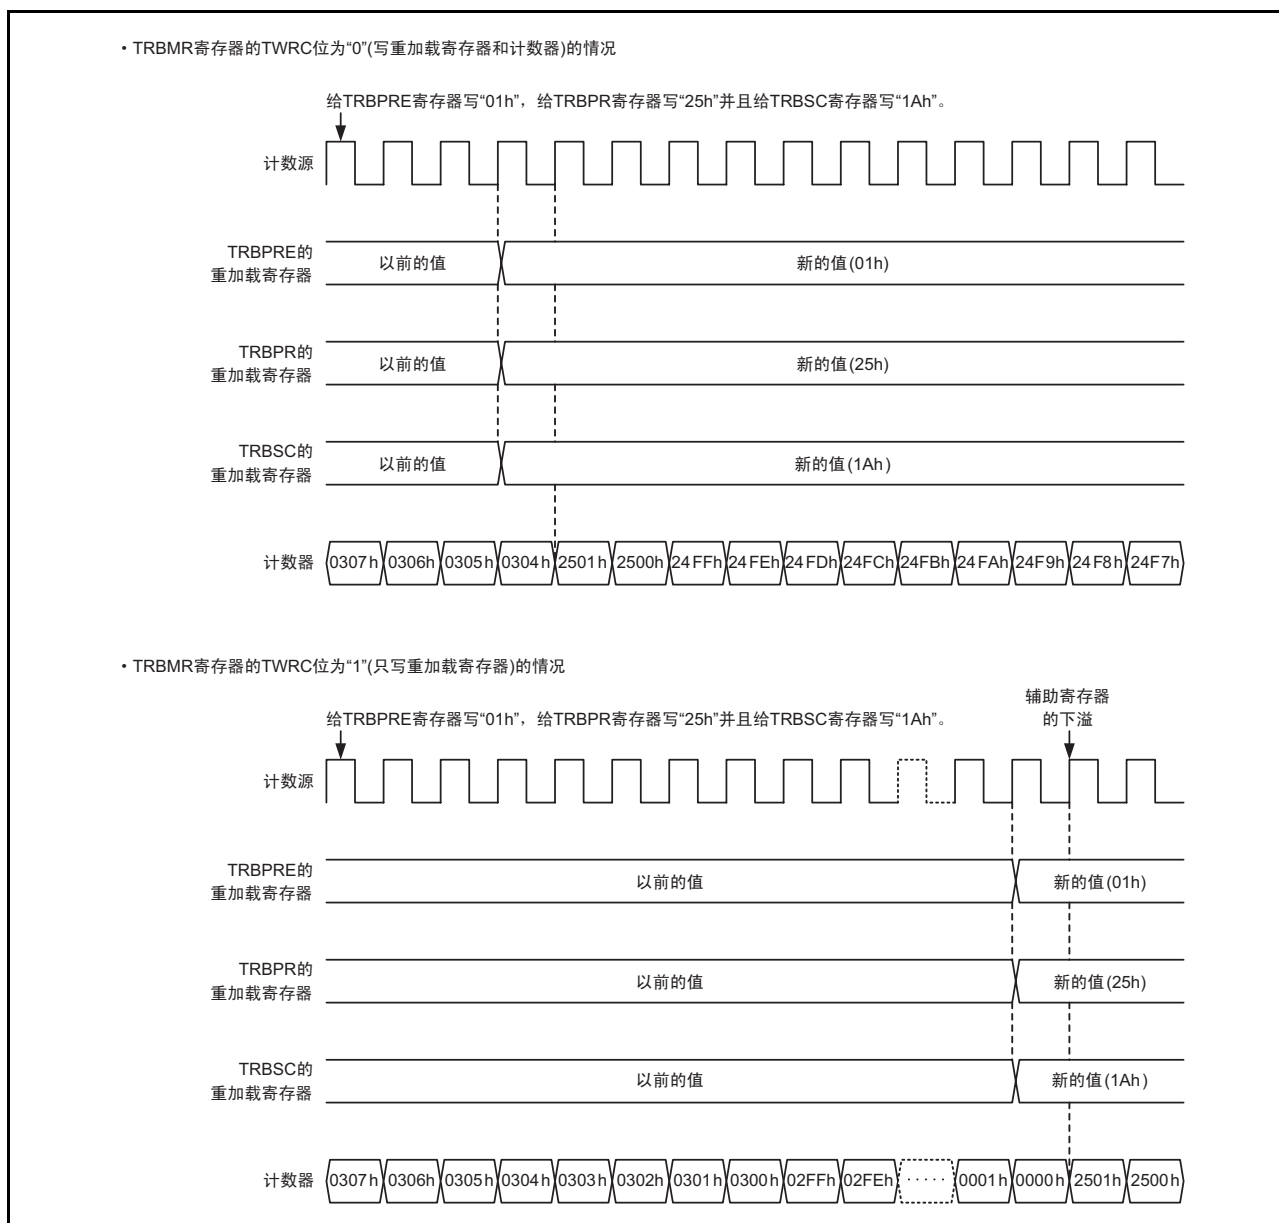 • TRBMR寄存器的TWRC位为“0”(写重加载寄存器和计数器)的情况
给TRBPRE寄存器写“01h”，给TRBPR寄存器写“25h”并且给TRBSC寄存器写“1Ah”。
计数源
TRBPRE的
重加载寄存器
以前的值 新的值(01h)
TRBPR的
重加载寄存器
以前的值 新的值(25h)
TRBSC的
重加载寄存器
以前的值 新的值(1Ah)
计数器 0307h 0306h 0305h 0304h 2501h 2500h 24FFh 24FEh 24FDh 24FCh 24FBh 24FAh 24F9h 24F8h 24F7h
• TRBMR寄存器的TWRC位为“1”(只写重加载寄存器)的情况
辅助寄存器
的下溢
给TRBPRE寄存器写“01h”，给TRBPR寄存器写“25h”并且给TRBSC寄存器写“1Ah”。
计数源
TRBPRE的
重加载寄存器
以前的值 新的值(01h)
TRBPR的
重加载寄存器
以前的值 新的值(25h)
TRBSC的
重加载寄存器
以前的值 新的值(1Ah)
计数器 0307h 0306h 0305h 0304h 0303h 0302h 0301h 0300h 02FFh 02FEh ····· 0001h 0000h 2501h 2500h